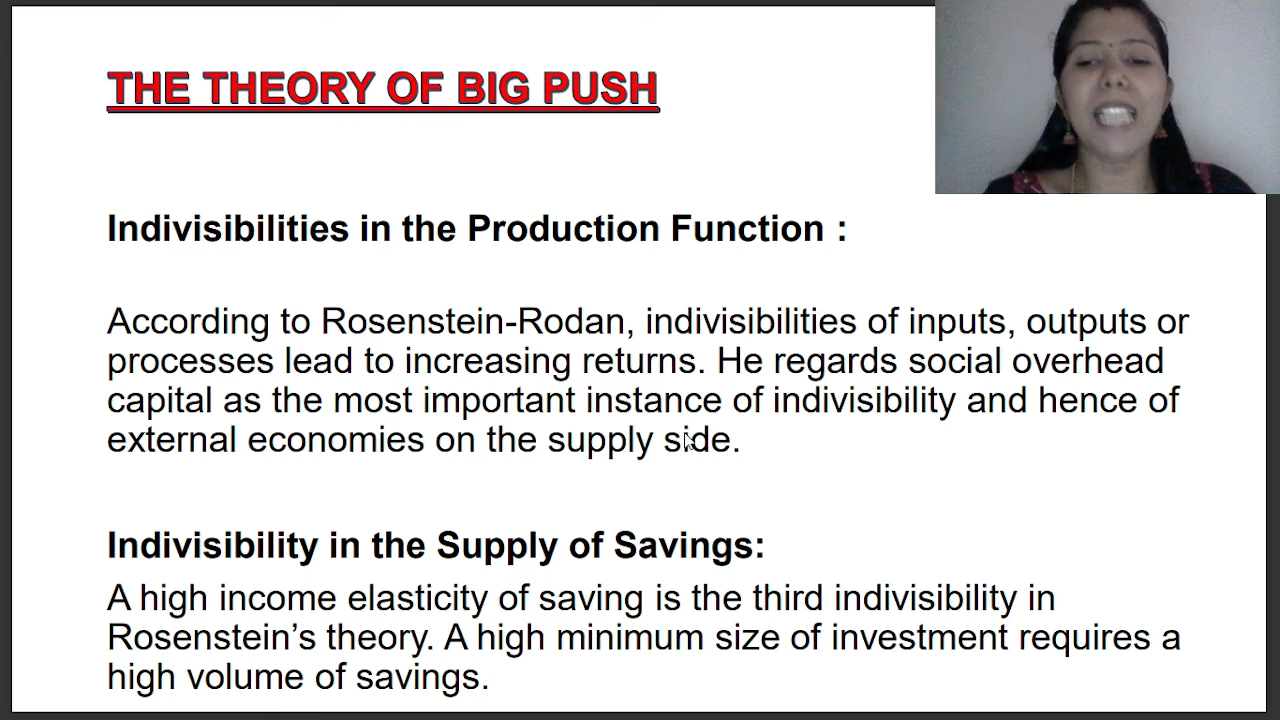 THE THEORY OF BIG PUSH
Indivisibilities in the Production Function :
According to Rosenstein-Rodan, indivisibilities of inputs, outputs or
processes lead to increasing returns. He regards social overhead
capital as the most important instance of indivisibility and hence of
external economies on the supply side.
Indivisibility in the Supply of Savings:
A high income elasticity of saving is the third indivisibility in
Rosenstein’s theory. A high minimum size of investment requires a
high volume of savings.